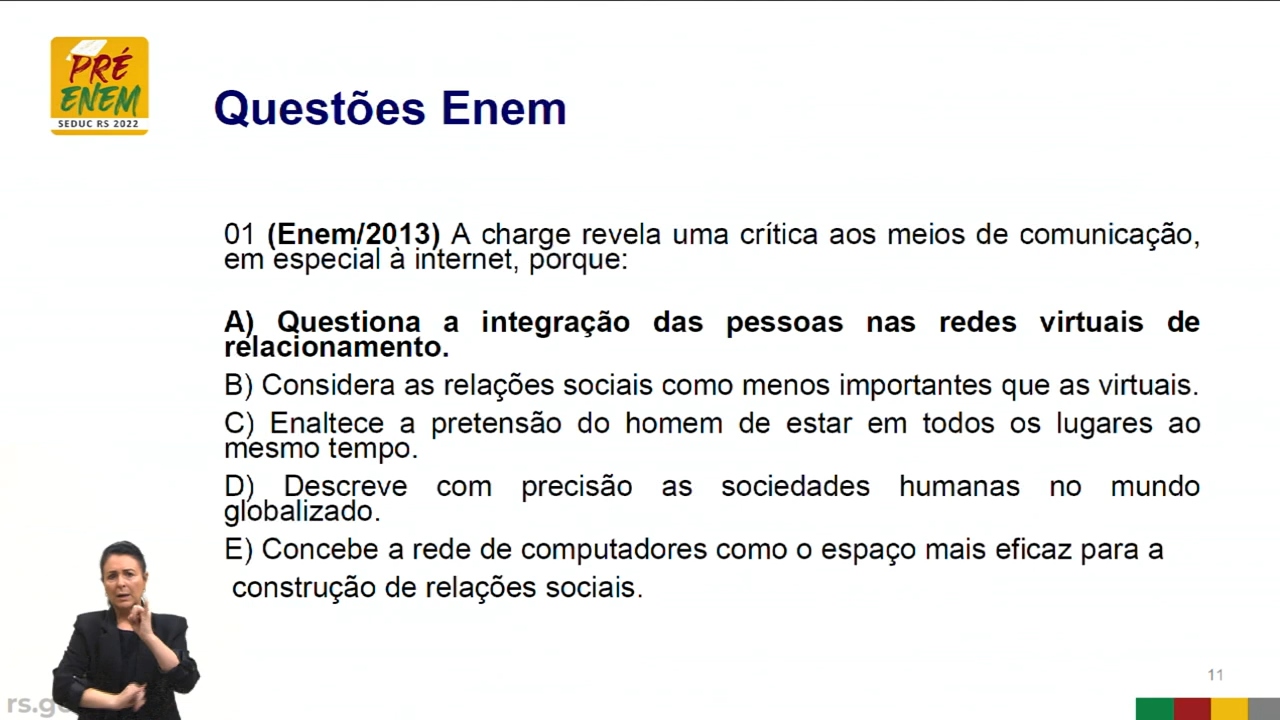 PRÉ
ENEM
SEDUC RS 2022
Questões Enem
01 (Enem/2013) A charge revela uma crítica aos meios de comunicação,
em especial à internet, porque:
A) Questiona a integração das pessoas nas redes virtuais de
relacionamento.
B) Considera as relações sociais como menos importantes que as virtuais.
C) Enaltece a pretensão do homem de estar em todos os lugares ao
mesmo tempo.
D) Descreve com precisão as sociedades humanas no mundo
globalizado.
E) Concebe a rede de computadores como o espaço mais eficaz para a
construção de relações sociais.
11